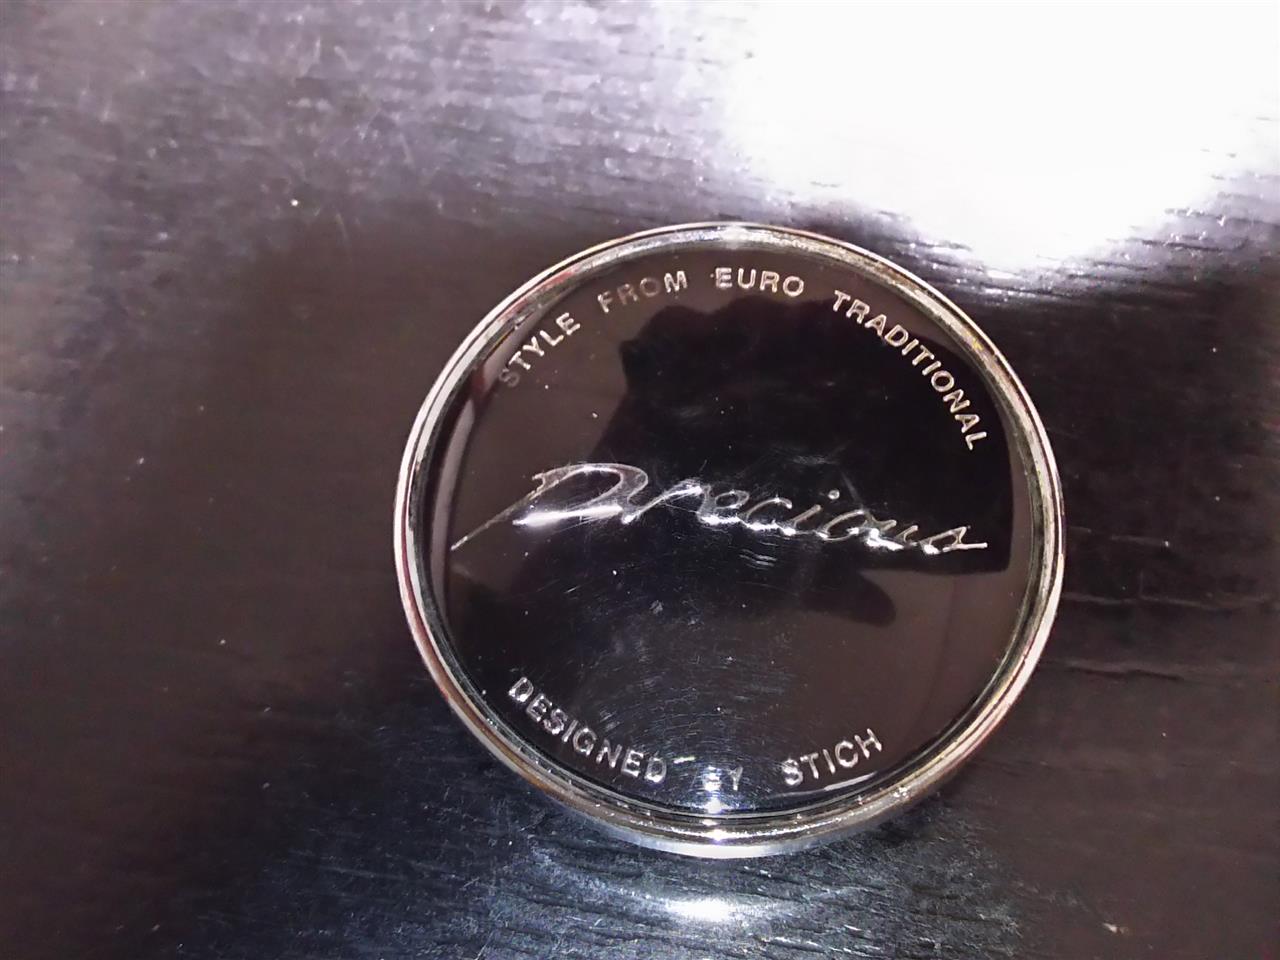 STYLE FROM EURO TRADITIONAL
Precious
DESIGNED BY STICH